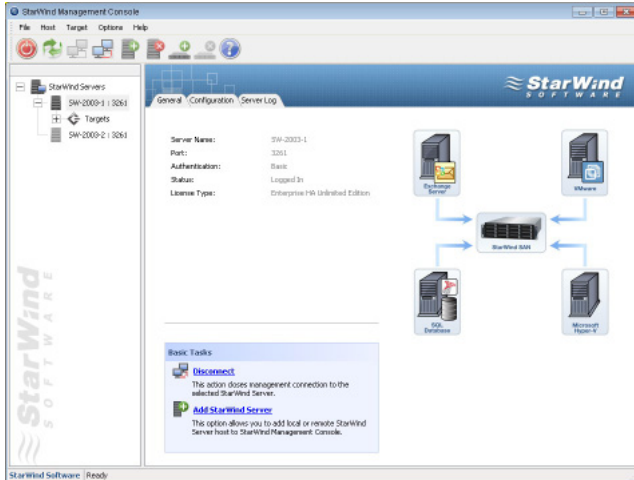 StarWind Management Console
File Host Target Options Help
StarWind Servers
SW-2003-1 : 3261
Targets
SW-2003-2 : 3261
StarWind
SOFTWARE
General Configuration Server Log
StarWind
SOFTWARE
Server Name: SW-2003-1
Port: 3261
Authentication: Basic
Status: Logged In
License Type: Enterprise HA Unlimited Edition
Exchange
Server
VMware
StarWind SAN
SQL
Database
Microsoft
Hyper-V
Basic Tasks
Disconnect
This action closes management connection to the
selected StarWind Server.
Add StarWind Server
This option allows you to add local or remote StarWind
Server host to StarWind Management Console.
StarWind Software Ready